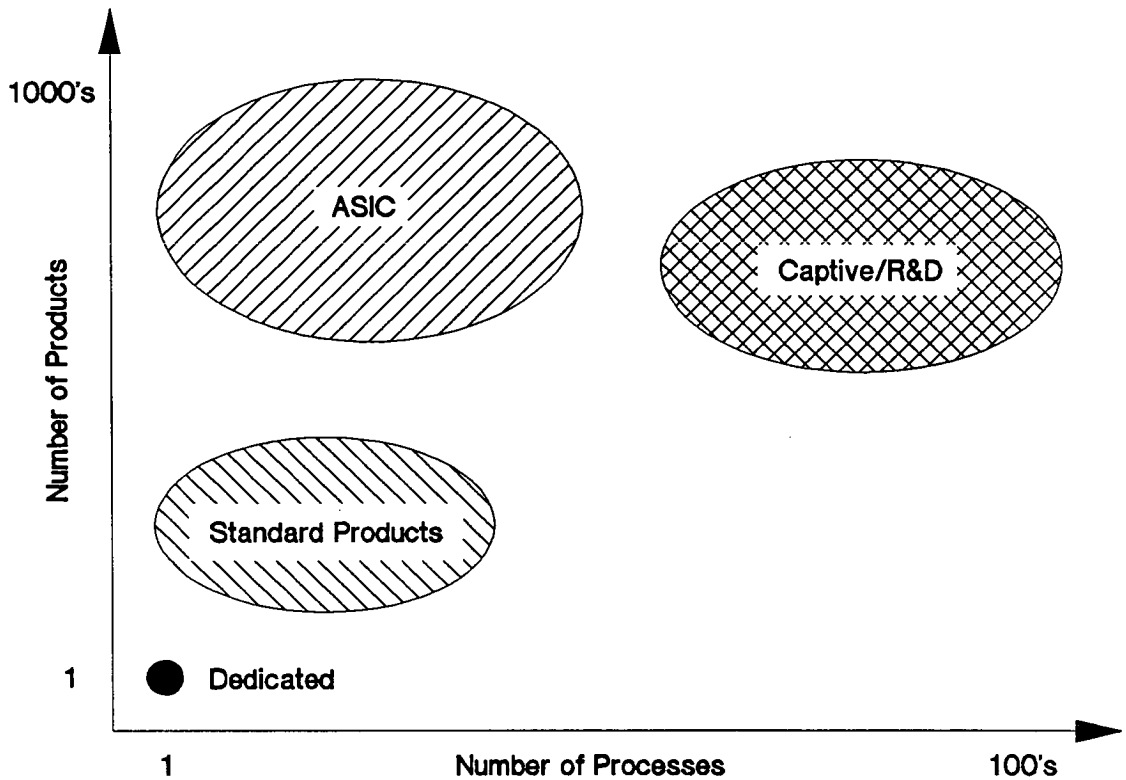 1000's
ASIC
Captive/R&D
Number of Products
Standard Products
1
Dedicated
1
Number of Processes
100's